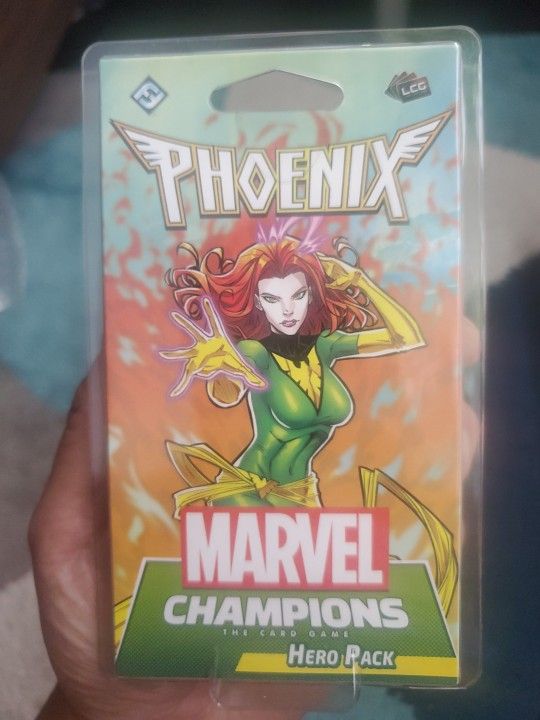 LCG
PHOENIX
MARVEL
CHAMPIONS
THE CARD GAME
HERO PACK